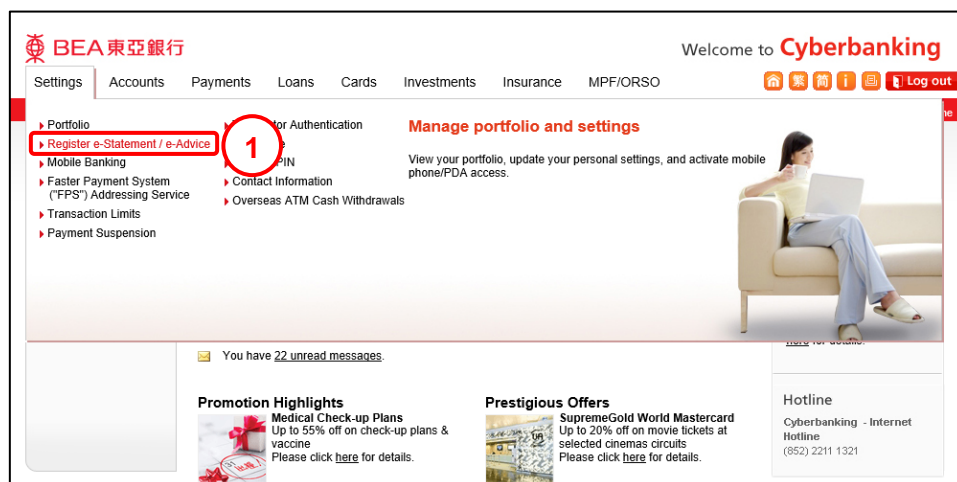 BEA東亞銀行
Welcome to Cyberbanking
Settings Accounts Payments Loans Cards Investments Insurance MPF/ORSO
繁 簡 i Log out
Portfolio
Register e-Statement / e-Advice
Mobile Banking
Faster Payment System
("FPS") Addressing Service
Transaction Limits
Payment Suspension
1
tor Authentication
PIN
Contact Information
Overseas ATM Cash Withdrawals
Manage portfolio and settings
View your portfolio, update your personal settings, and activate mobile
phone/PDA access.
You have 22 unread messages.
here for details.
Promotion Highlights
Medical Check-up Plans
Up to 55% off on check-up plans &
vaccine
Please click here for details.
Prestigious Offers
SupremeGold World Mastercard
Up to 20% off on movie tickets at
selected cinemas circuits
Please click here for details.
Hotline
Cyberbanking - Internet
Hotline
(852) 2211 1321